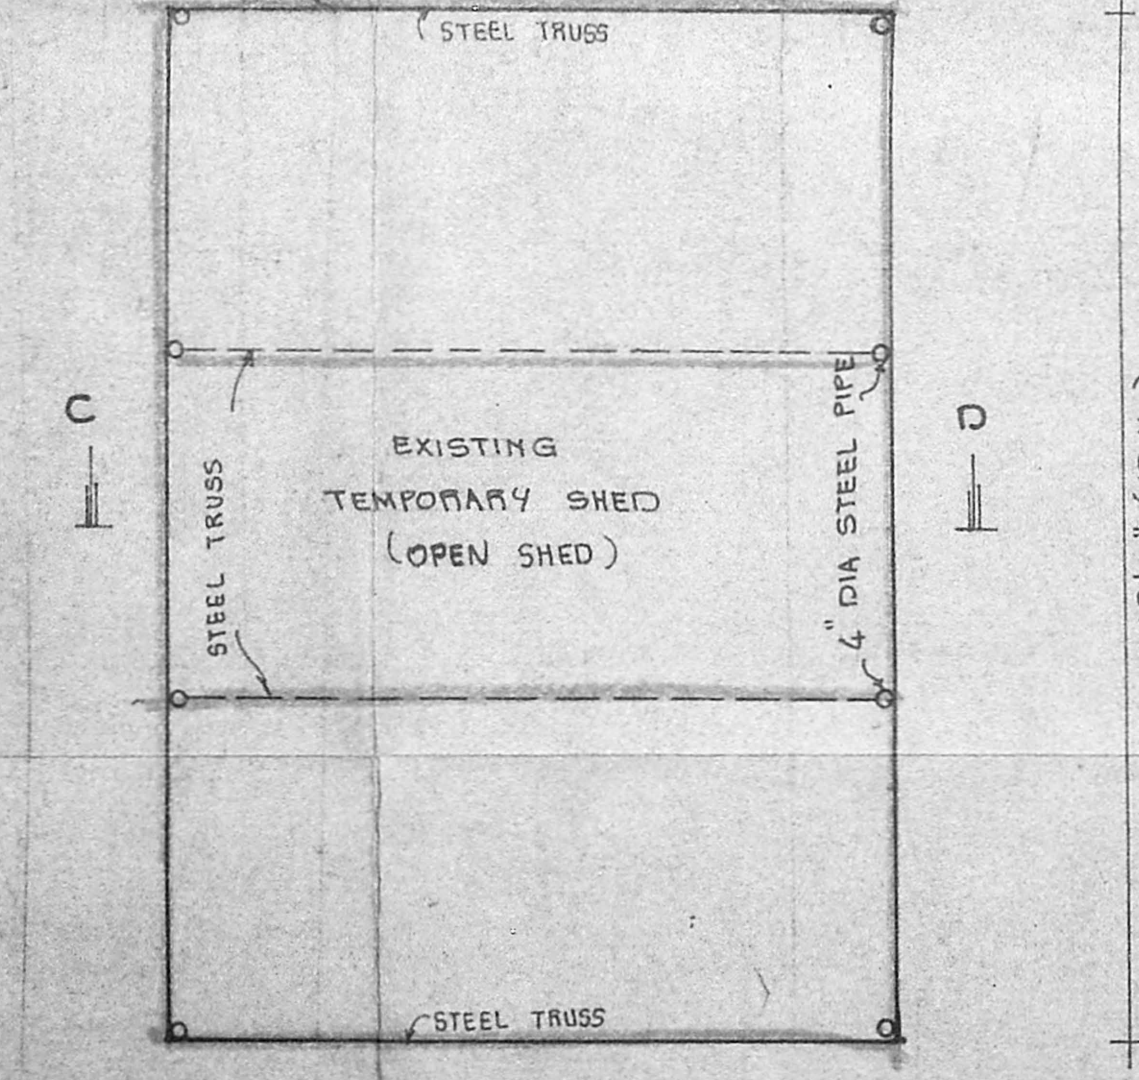 STEEL TRUSS
C
D
4" DIA STEEL PIPE
STEEL TRUSS
EXISTING
TEMPORARY SHED
(OPEN SHED)
STEEL TRUSS